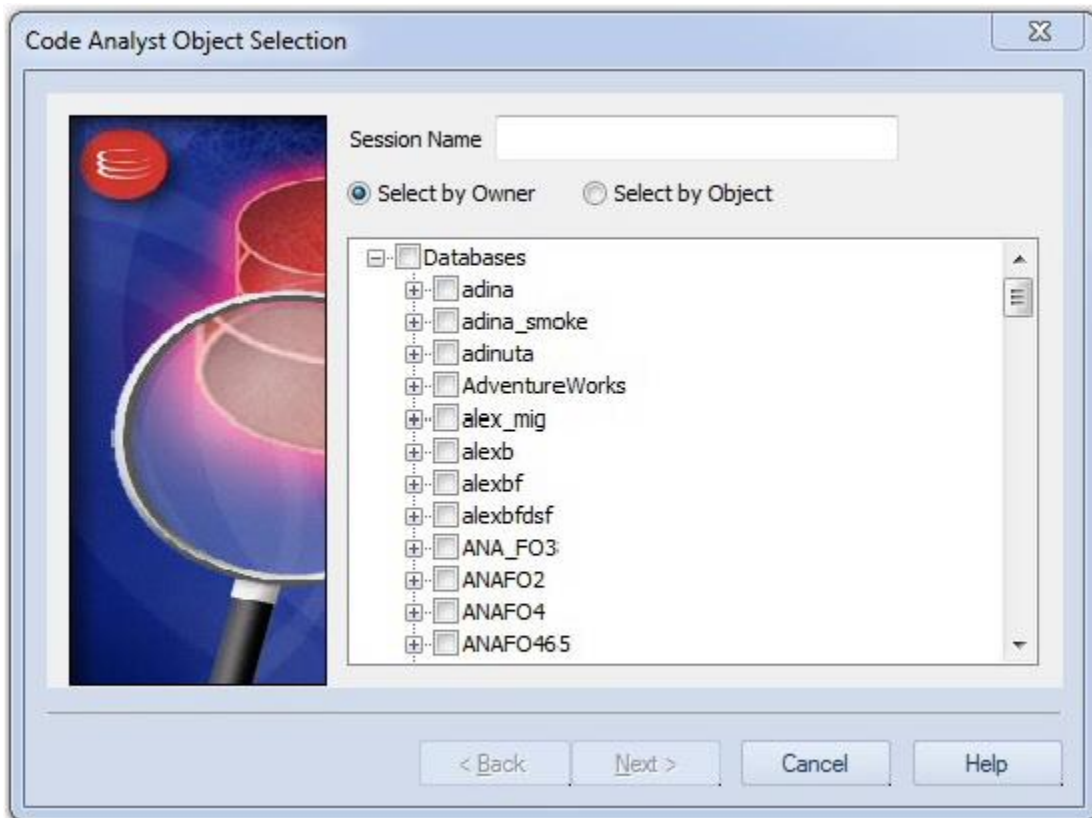 Code Analyst Object Selection
Session Name
Select by Owner Select by Object
Databases
adina
adina_smoke
adinuta
AdventureWorks
alex_mig
alexb
alexbf
alexbfdsf
ANA_FO3
ANAFO2
ANAFO4
ANAFO465
< Back Next > Cancel Help